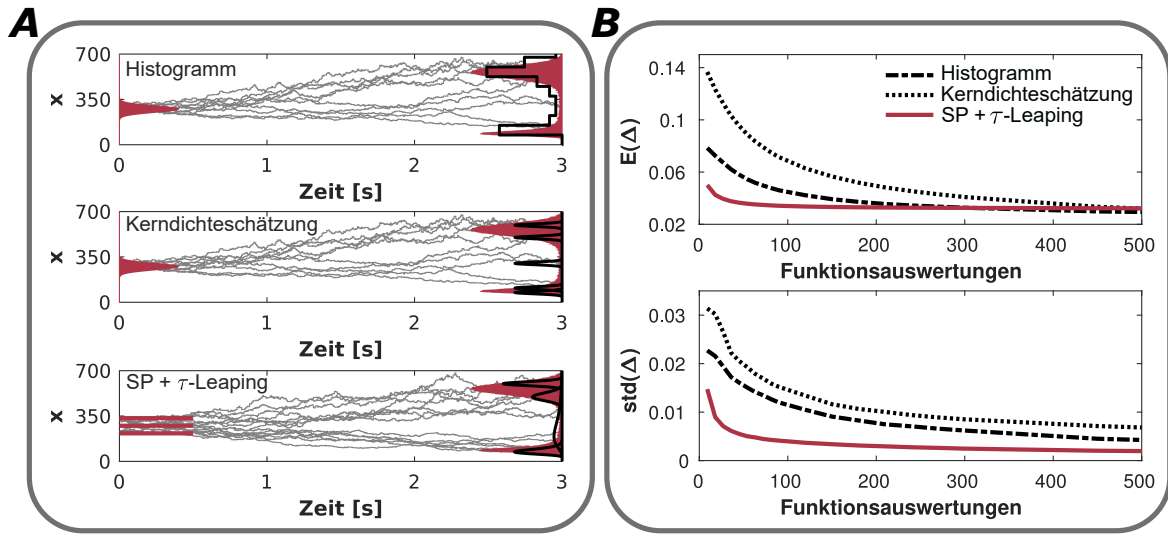 A
Histogramm
700
350
0
x
0 1 2 3
Zeit [s]
Kerndichteschätzung
700
350
0
x
0 1 2 3
Zeit [s]
SP + τ-Leaping
700
350
0
x
0 1 2 3
Zeit [s]
B
0.14
0.1
0.06
0.02
E(Δ)
Histogramm
Kerndichteschätzung
SP + τ-Leaping
0 100 200 300 400 500
Funktionsauswertungen
0.03
0.02
0.01
0
std(Δ)
0 100 200 300 400 500
Funktionsauswertungen